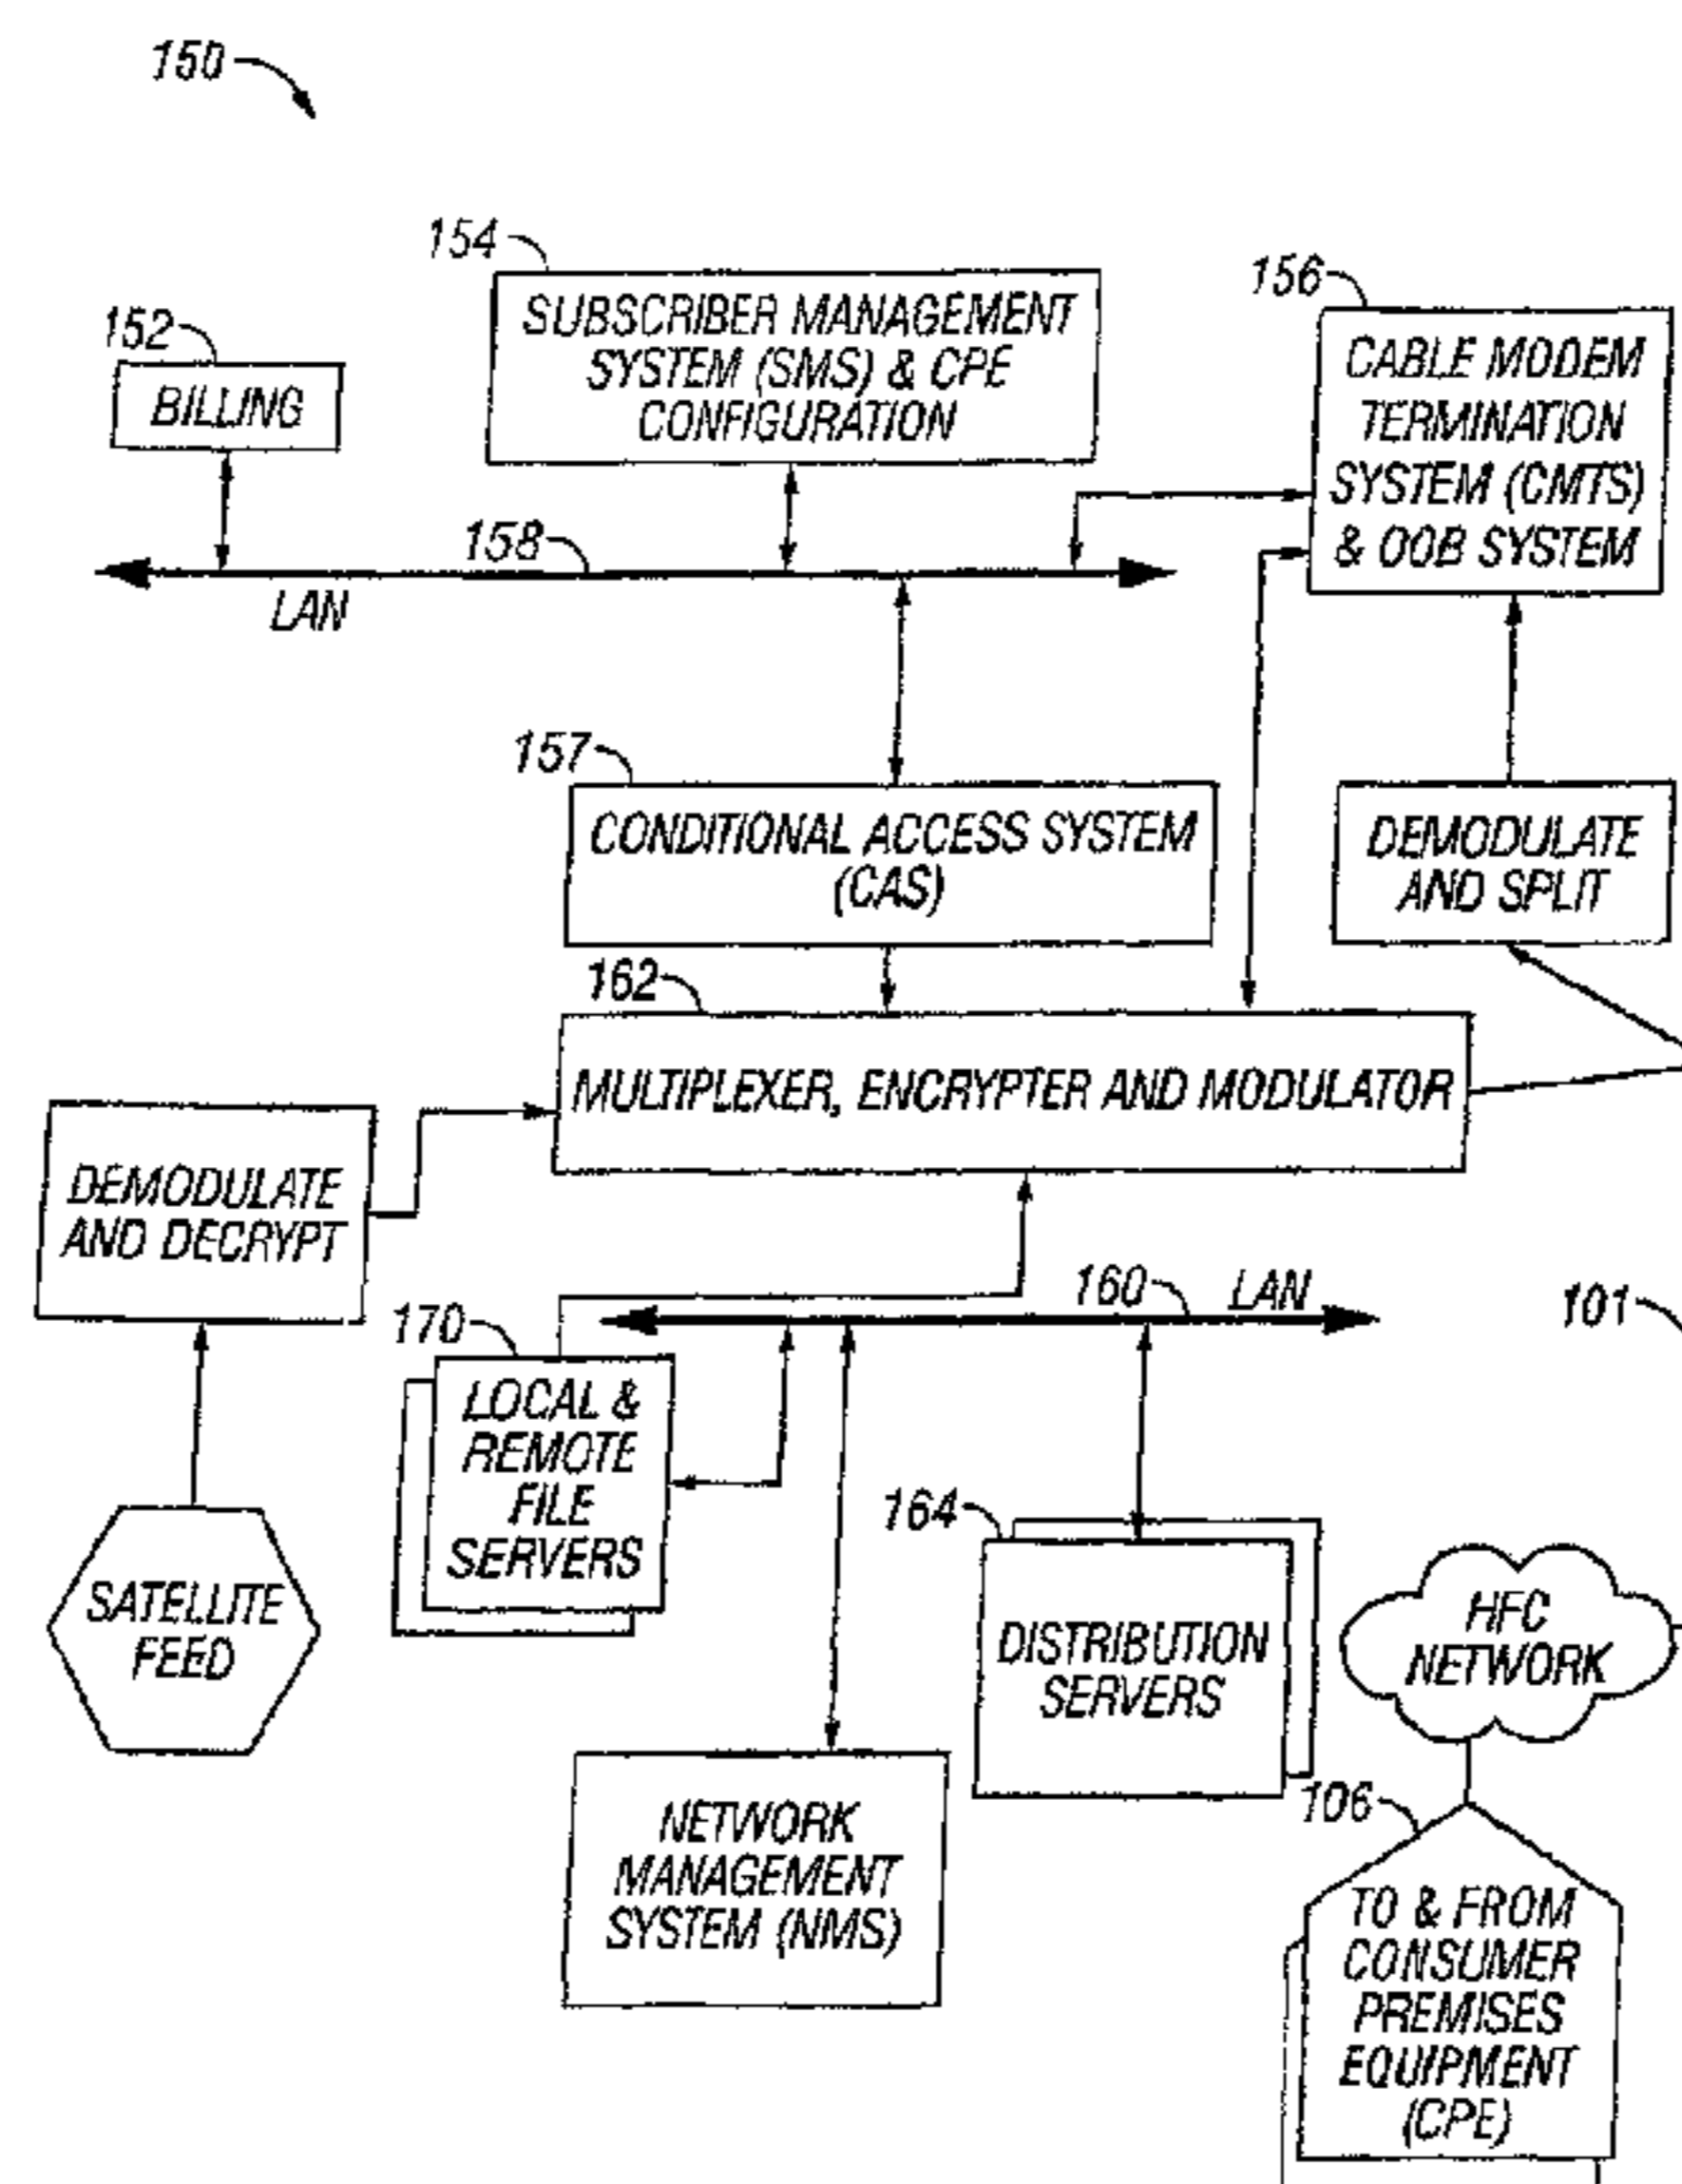 150
154
SUBSCRIBER MANAGEMENT
SYSTEM (SMS) & CPE
CONFIGURATION
156
CABLE MODEM
TERMINATION
SYSTEM (CMTS)
& OOB SYSTEM
152
BILLING
158
LAN
157
CONDITIONAL ACCESS SYSTEM
(CAS)
DEMODULATE
AND SPLIT
162
MULTIPLEXER, ENCRYPTER AND MODULATOR
DEMODULATE
AND DECRYPT
160
LAN
101
170
LOCAL &
REMOTE
FILE
SERVERS
164
DISTRIBUTION
SERVERS
SATELLITE
FEED
HFC
NETWORK
NETWORK
MANAGEMENT
SYSTEM (NMS)
106
TO & FROM
CONSUMER
PREMISES
EQUIPMENT
(CPE)